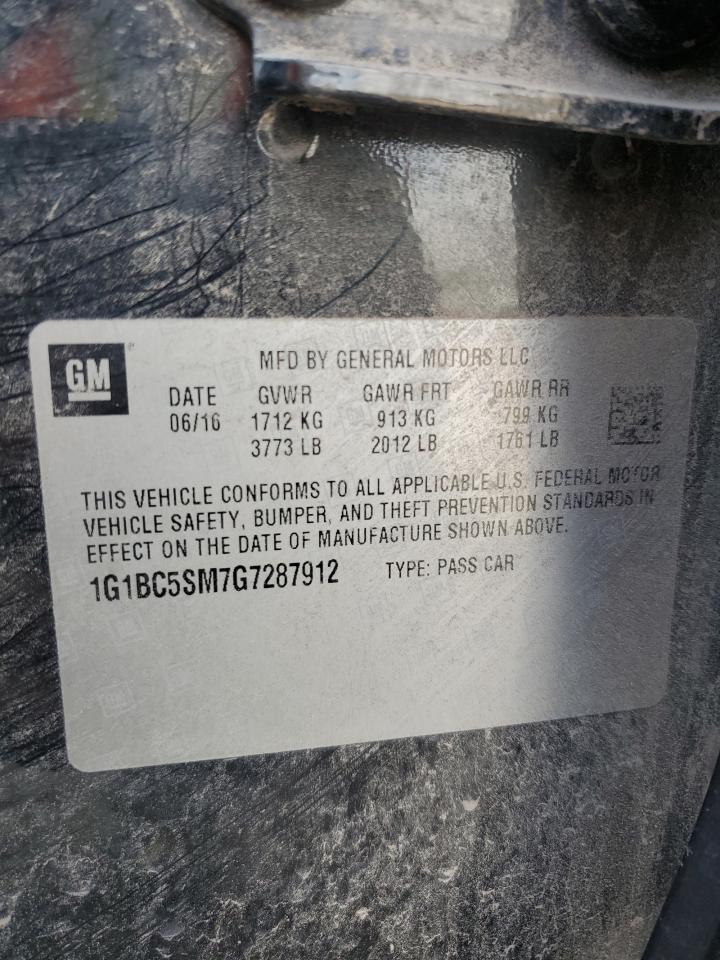 GM
MFD BY GENERAL MOTORS LLC
DATE GVWR GAWR FRT GAWR RR
06/16 1712 KG 913 KG 799 KG
3773 LB 2012 LB 1761 LB
THIS VEHICLE CONFORMS TO ALL APPLICABLE U.S. FEDERAL MOTOR
VEHICLE SAFETY, BUMPER, AND THEFT PREVENTION STANDARDS IN
EFFECT ON THE DATE OF MANUFACTURE SHOWN ABOVE.
1G1BC5SM7G7287912 TYPE: PASS CAR